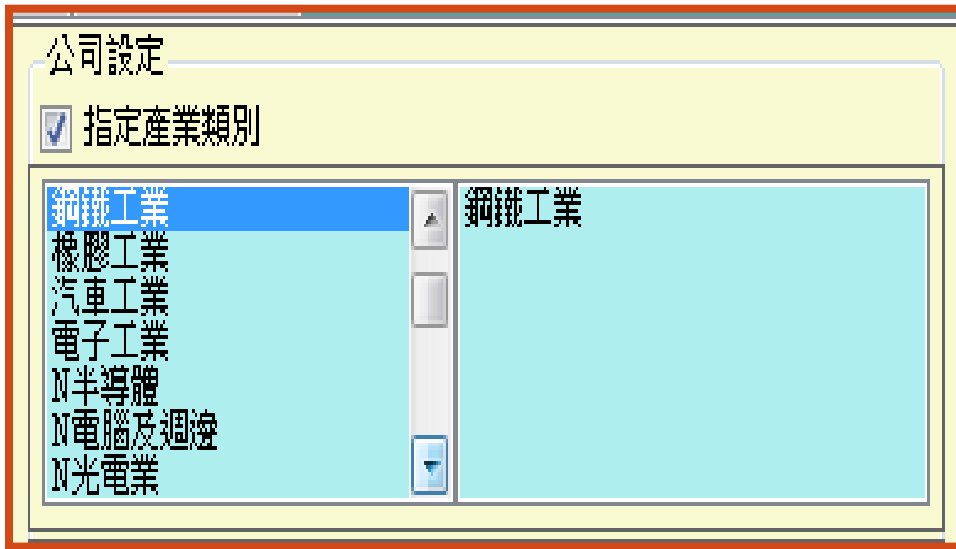 公司設定
指定產業類別
鋼鐵工業
橡膠工業
汽車工業
電子工業
N半導體
N電腦及週邊
N光電業
鋼鐵工業